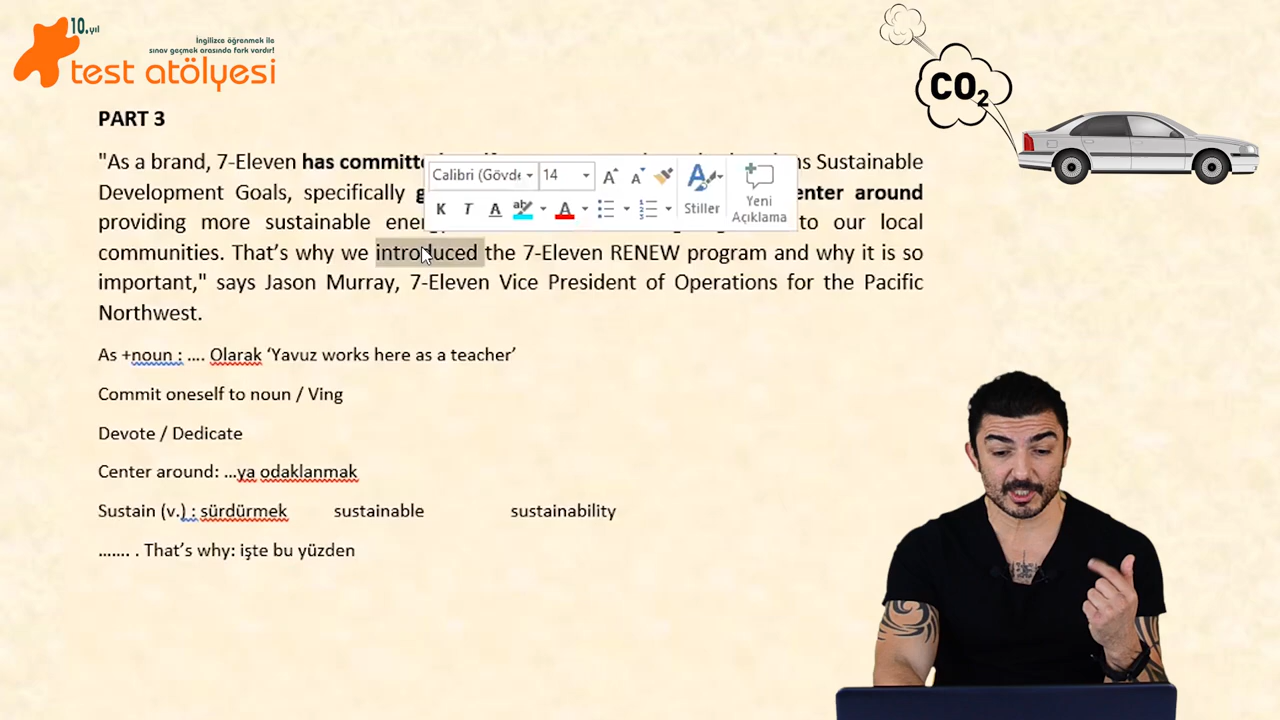 10.yıl
İngilizce öğrenmek ile
sınav geçmek arasında fark vardır!
test atölyesi
CO2
PART 3
"As a brand, 7-Eleven has committe ns Sustainable
Development Goals, specifically enter around
providing more sustainable to our local
communities. That's why we introduced the 7-Eleven RENEW program and why it is so
important," says Jason Murray, 7-Eleven Vice President of Operations for the Pacific
Northwest.
Calibri (Gövde 14
K T A ab A
Stiller
Yeni
Açıklama
As +noun : .... Olarak 'Yavuz works here as a teacher'
Commit oneself to noun / Ving
Devote / Dedicate
Center around: ...ya odaklanmak
Sustain (v.) : sürdürmek sustainable sustainability
....... . That's why: işte bu yüzden